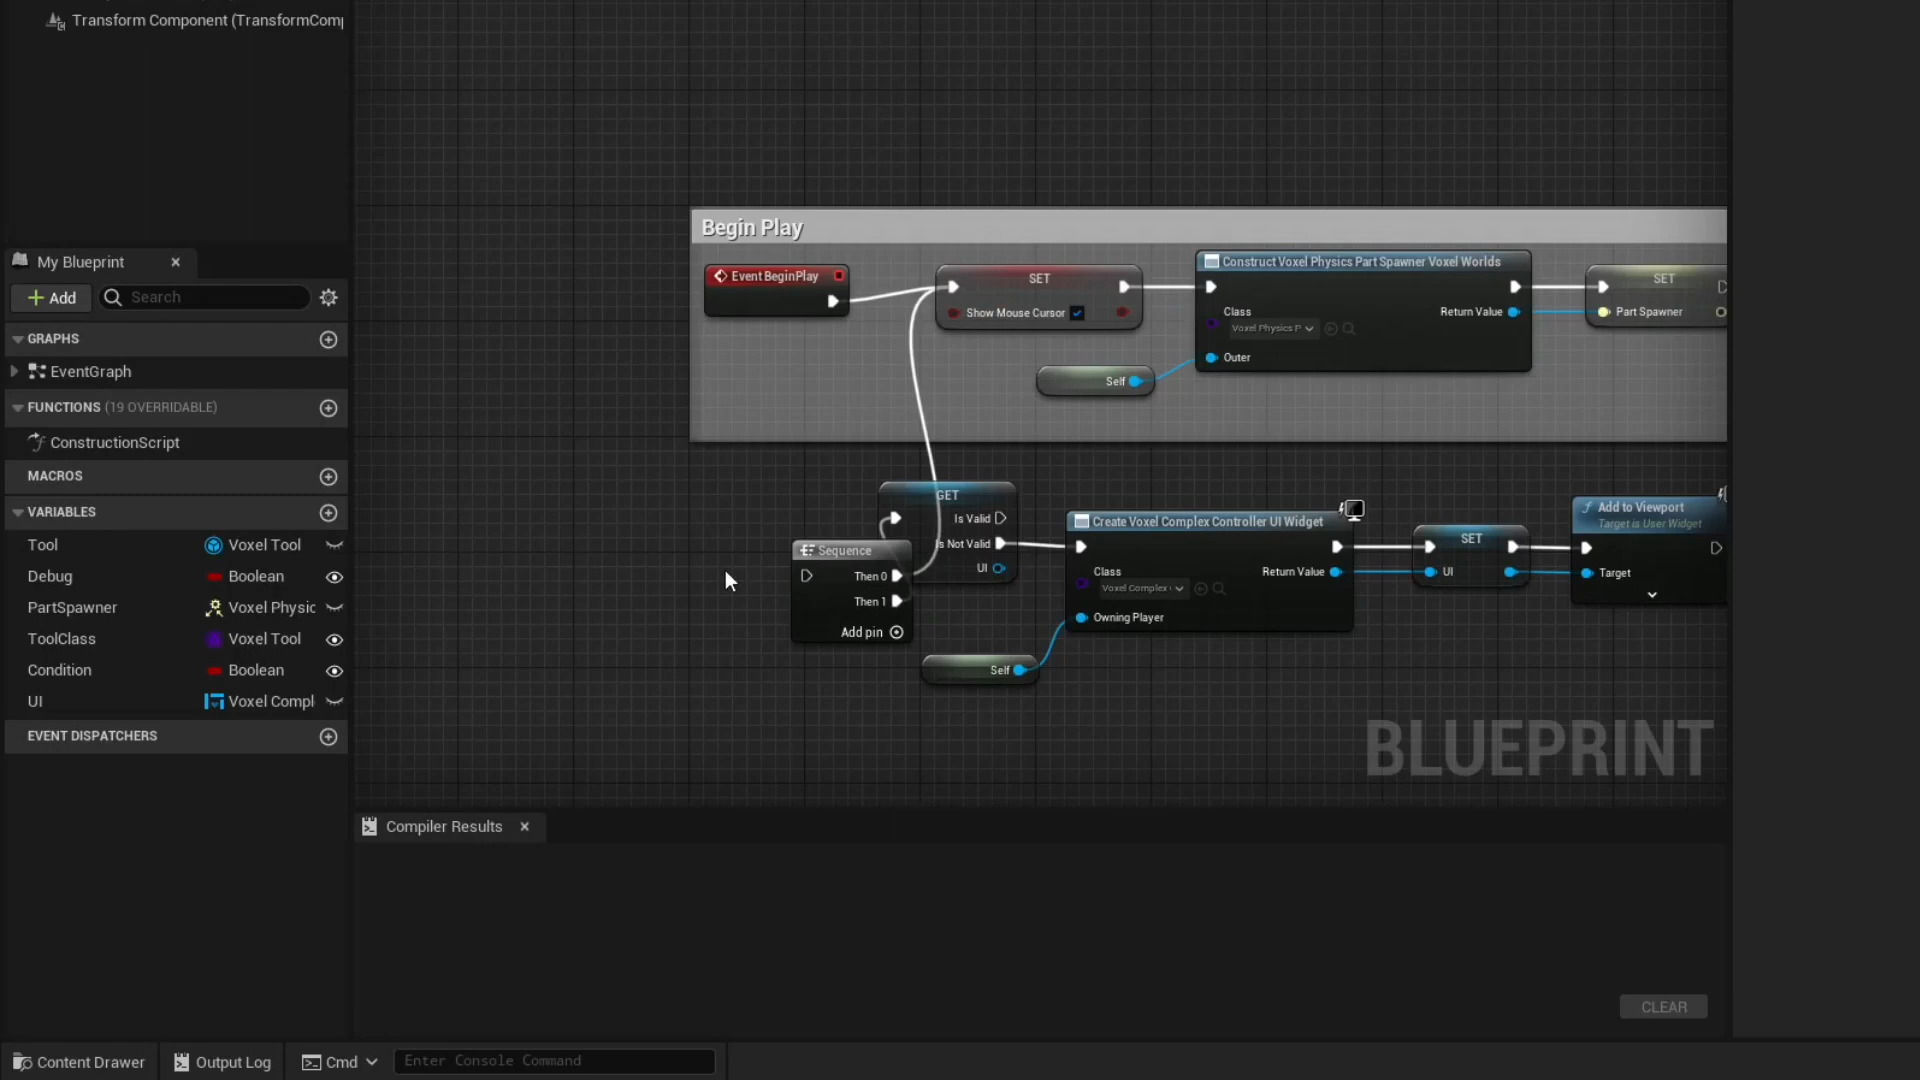 Transform Component (TransformComp
My Blueprint
Add
Search
GRAPHS
EventGraph
FUNCTIONS (19 OVERRIDABLE)
ConstructionScript
MACROS
VARIABLES
Tool Voxel Tool
Debug Boolean
PartSpawner Voxel Physic
ToolClass Voxel Tool
Condition Boolean
UI Voxel Compl
EVENT DISPATCHERS
Begin Play
Event BeginPlay
SET
Show Mouse Cursor
Construct Voxel Physics Part Spawner Voxel Worlds
Class
Voxel Physics P
Return Value
Outer
SET
Part Spawner
Self
GET
Is Valid
Is Not Valid
UI
Sequence
Then 0
Then 1
Add pin
Create Voxel Complex Controller UI Widget
Class
Voxel Complex
Return Value
Owning Player
Self
SET
UI
Add to Viewport
Target is User Widget
Target
BLUEPRINT
Compiler Results
CLEAR
Content Drawer
Output Log
Cmd
Enter Console Command